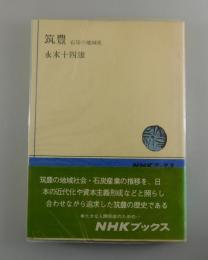 筑豊 石炭の地域史
永末十四雄
NHKブックス
筑豊の地域社会・石炭産業の推移を、日
本の近代化や資本主義形成などと照らし
合わせながら追求した筑豊の歴史である
NHKブックス